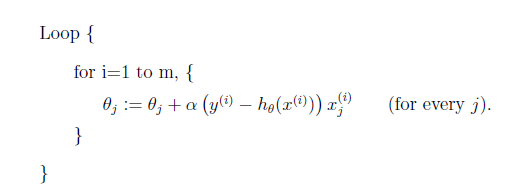 Loop {
for i=1 to m, {
θ_j := θ_j + α (y^{(i)} − h_θ(x^{(i)})) x_j^{(i)} (for every j).
}
}